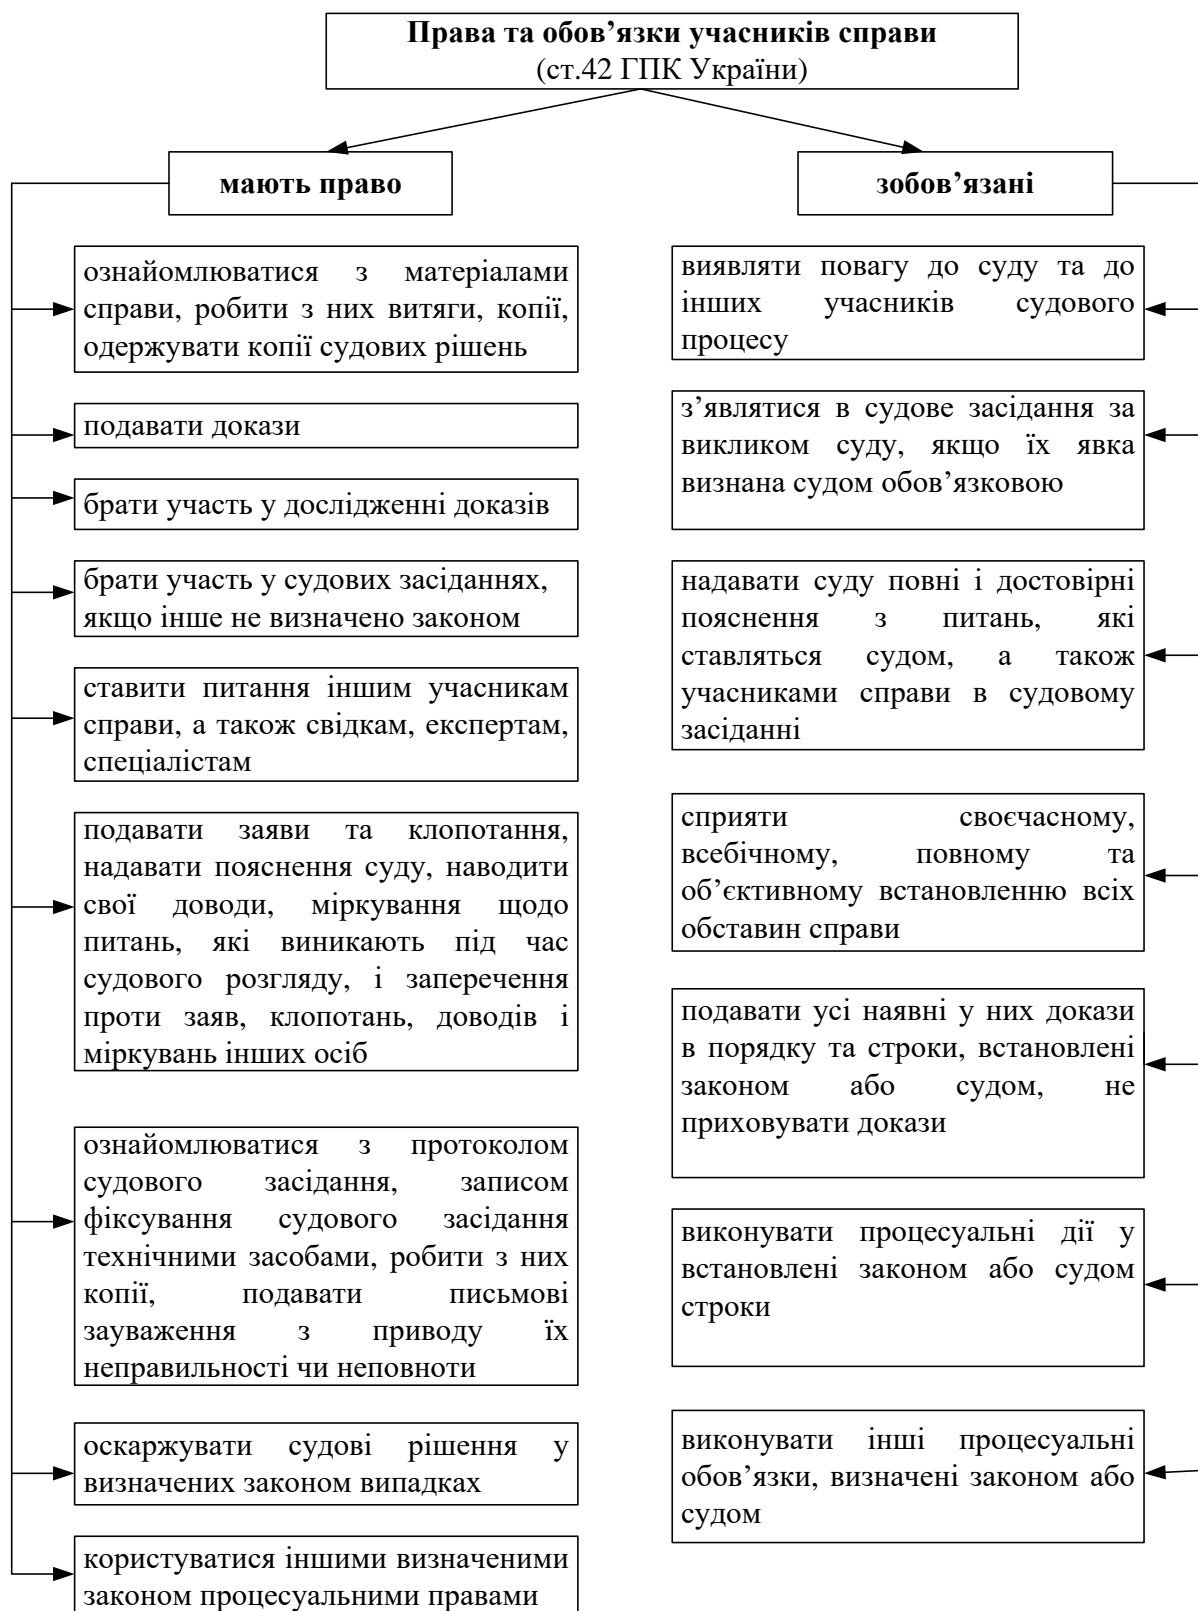 Права та обов’язки учасників справи
(ст.42 ГПК України)
мають право
ознайомлюватися з матеріалами
справи, робити з них витяги, копії,
одержувати копії судових рішень
подавати докази
брати участь у дослідженні доказів
брати участь у судових засіданнях,
якщо інше не визначено законом
ставити питання іншим учасникам
справи, а також свідкам, експертам,
спеціалістам
подавати заяви та клопотання,
надавати пояснення суду, наводити
свої доводи, міркування щодо
питань, які виникають під час
судового розгляду, і заперечення
проти заяв, клопотань, доводів і
міркувань інших осіб
ознайомлюватися з протоколом
судового засідання, записом
фіксування судового засідання
технічними засобами, робити з них
копії, подавати письмові
зауваження з приводу їх
неправильності чи неповноти
оскаржувати судові рішення у
визначених законом випадках
користуватися іншими визначеними
законом процесуальними правами
зобов’язані
виявляти повагу до суду та до
інших учасників судового
процесу
з’являтися в судове засідання за
викликом суду, якщо їх явка
визнана судом обов’язковою
надавати суду повні і достовірні
пояснення з питань, які
ставляться судом, а також
учасниками справи в судовому
засіданні
сприяти своєчасному,
всебічному, повному та
об’єктивному встановленню всіх
обставин справи
подавати усі наявні у них докази
в порядку та строки, встановлені
законом або судом, не
приховувати докази
виконувати процесуальні дії у
встановлені законом або судом
строки
виконувати інші процесуальні
обов’язки, визначені законом або
судом